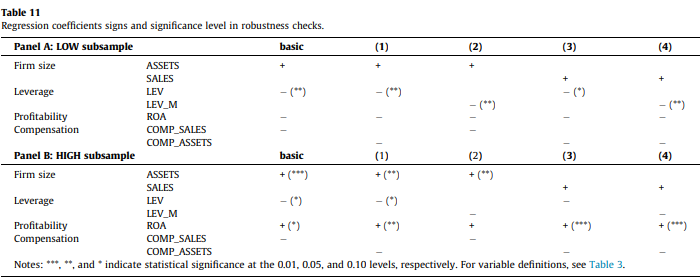 Table 11
Regression coefficients signs and significance level in robustness checks.
Panel A: LOW subsample basic (1) (2) (3) (4)
Firm size ASSETS + + +
SALES + +
Leverage LEV − (**) − (**) − (*)
LEV_M − (**) − (**)
Profitability ROA − − − − −
Compensation COMP_SALES − −
COMP_ASSETS − − −
Panel B: HIGH subsample basic (1) (2) (3) (4)
Firm size ASSETS + (***) + (**) + (**)
SALES + +
Leverage LEV − (*) − (*) −
LEV_M − −
Profitability ROA + (*) + (**) + + (***) + (***)
Compensation COMP_SALES − −
COMP_ASSETS − − −
Notes: ***, **, and * indicate statistical significance at the 0.01, 0.05, and 0.10 levels, respectively. For variable definitions, see Table 3.